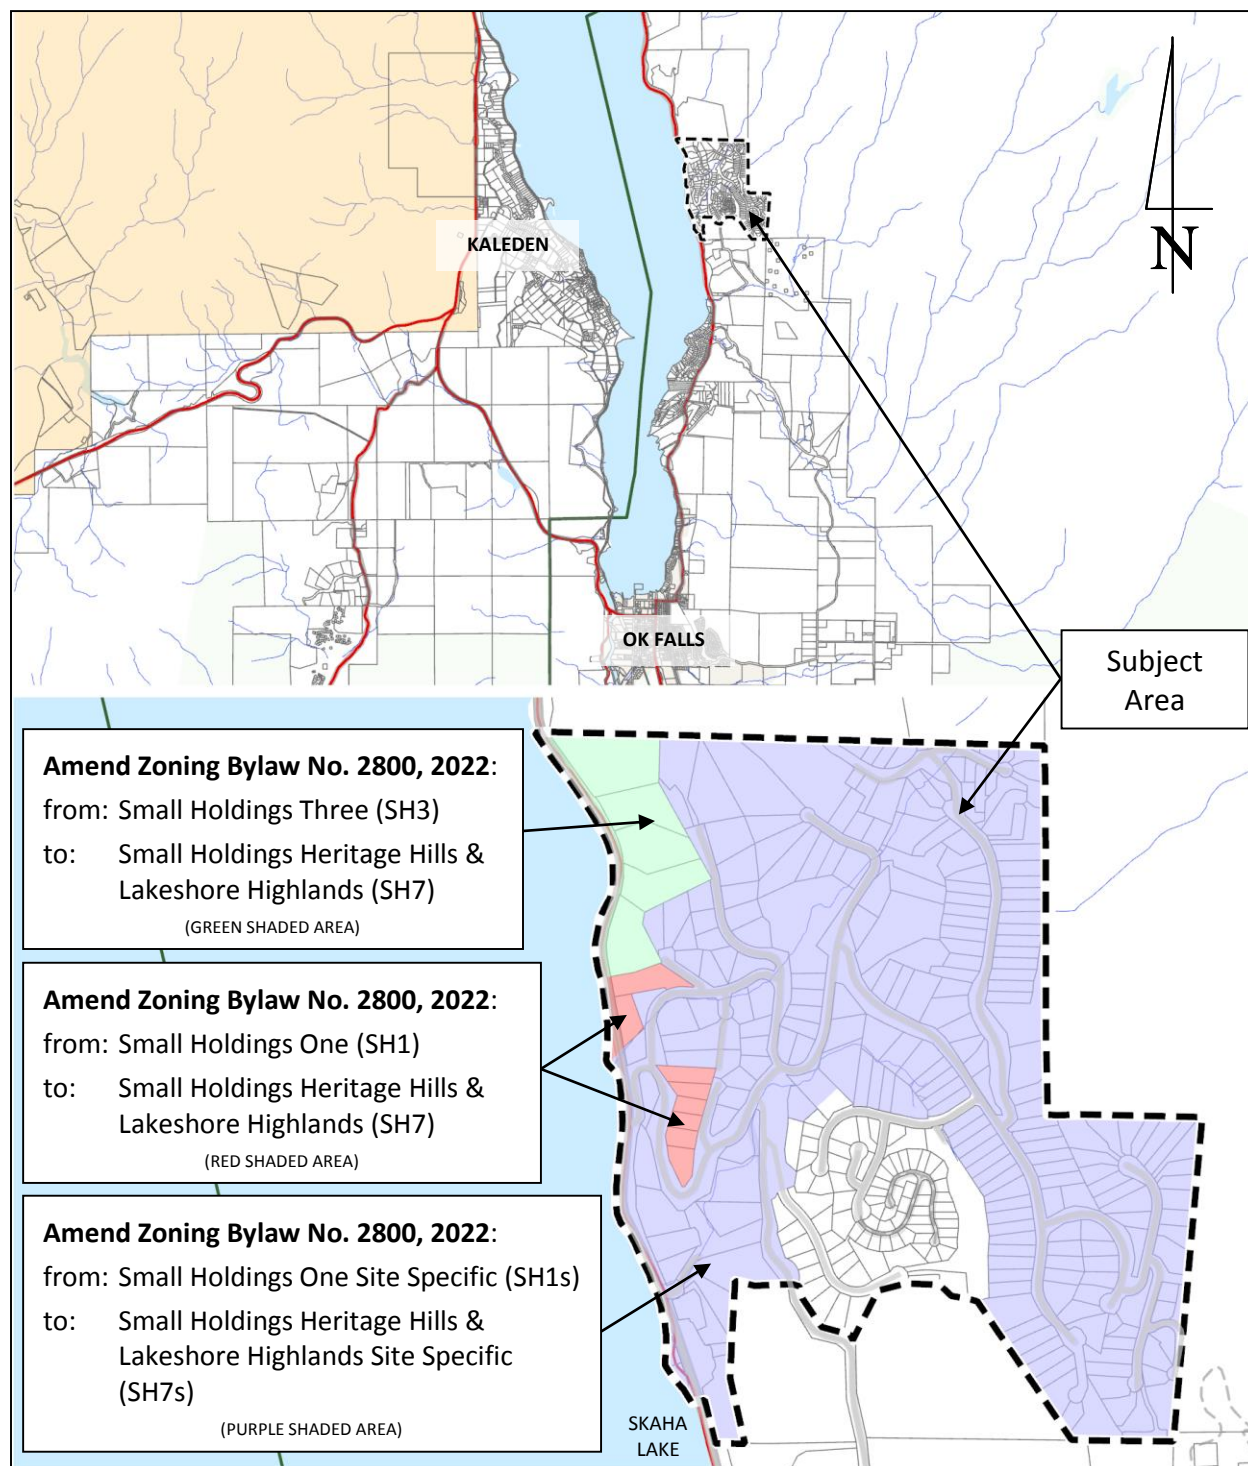 KALEDEN
N
OK FALLS
Subject
Area
Amend Zoning Bylaw No. 2800, 2022:
from: Small Holdings Three (SH3)
to: Small Holdings Heritage Hills &
Lakeshore Highlands (SH7)
(GREEN SHADED AREA)
Amend Zoning Bylaw No. 2800, 2022:
from: Small Holdings One (SH1)
to: Small Holdings Heritage Hills &
Lakeshore Highlands (SH7)
(RED SHADED AREA)
Amend Zoning Bylaw No. 2800, 2022:
from: Small Holdings One Site Specific (SH1s)
to: Small Holdings Heritage Hills &
Lakeshore Highlands Site Specific
(SH7s)
(PURPLE SHADED AREA)
SKAHA
LAKE